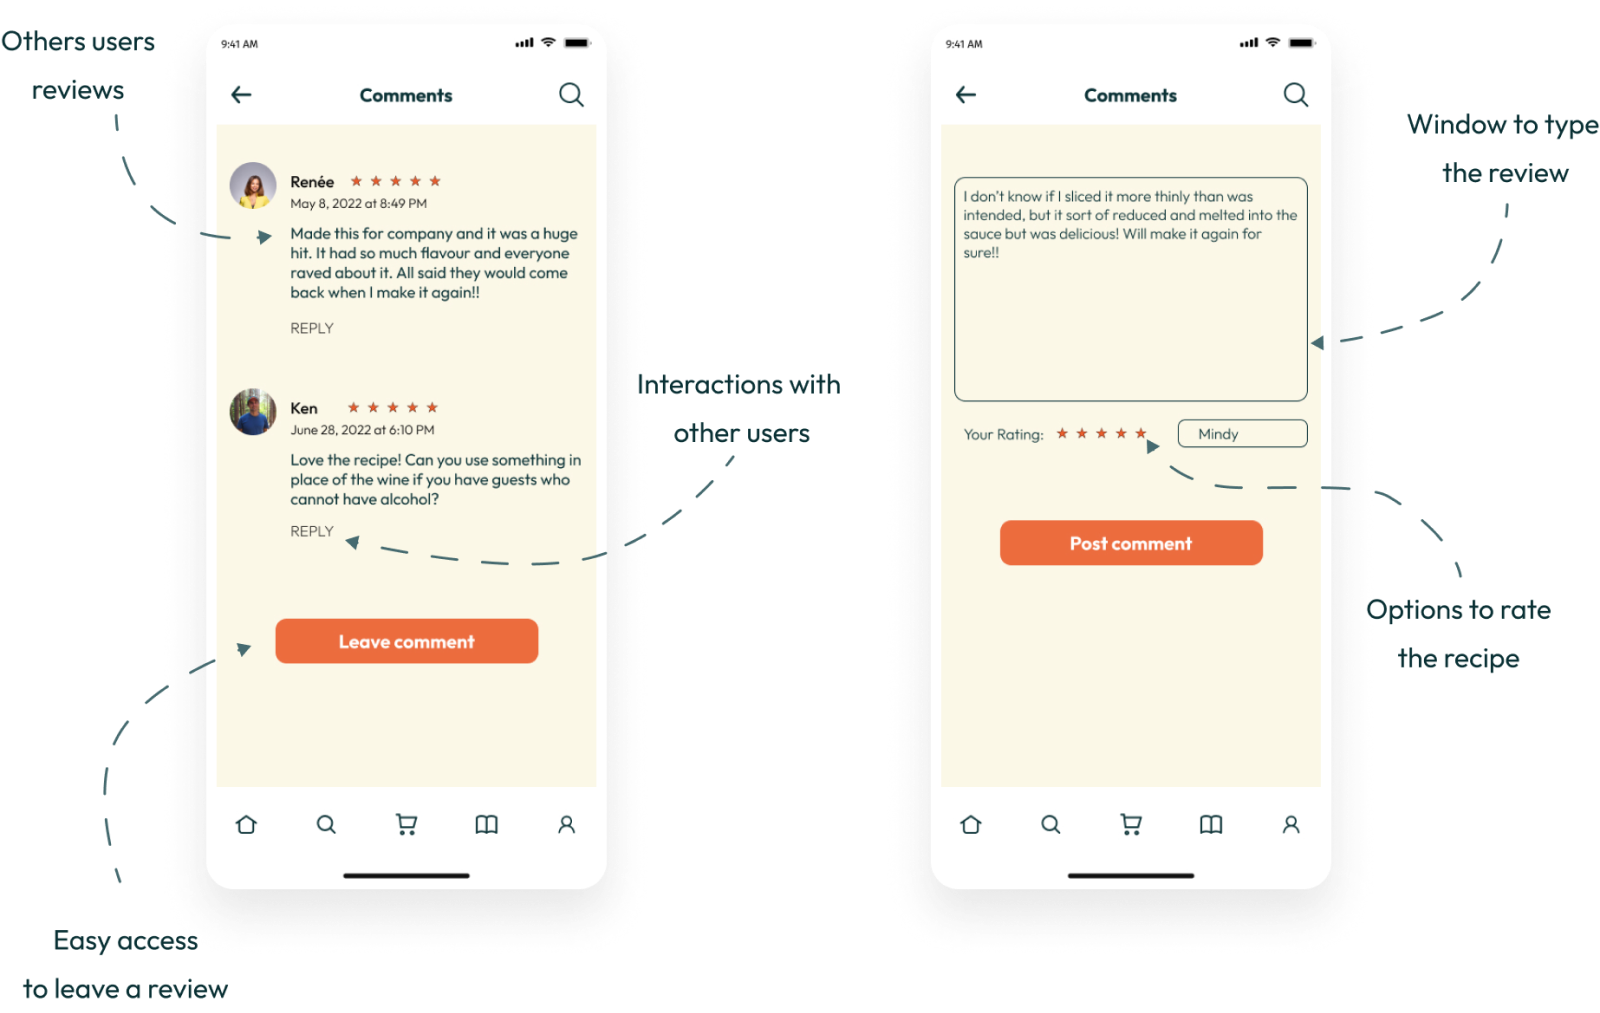 Others users
reviews
9:41 AM
Comments
Renée
May 8, 2022 at 8:49 PM
Made this for company and it was a huge
hit. It had so much flavour and everyone
raved about it. All said they would come
back when I make it again!!
REPLY
Ken
June 28, 2022 at 6:10 PM
Love the recipe! Can you use something in
place of the wine if you have guests who
cannot have alcohol?
REPLY
Leave comment
Easy access
to leave a review
Interactions with
other users
9:41 AM
Comments
I don't know if I sliced it more thinly than was
intended, but it sort of reduced and melted into the
sauce but was delicious! Will make it again for
sure!!
Your Rating:
Mindy
Post comment
Window to type
the review
Options to rate
the recipe